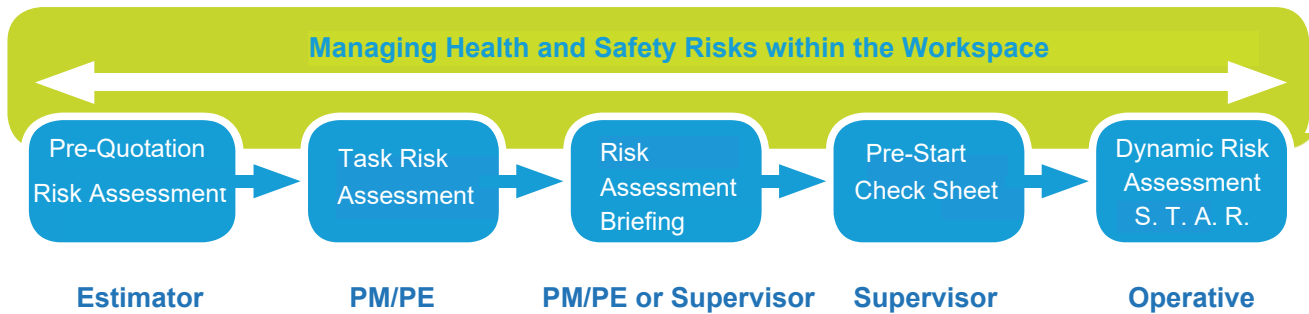 Managing Health and Safety Risks within the Workspace
Pre-Quotation
Risk Assessment
Task Risk
Assessment
Risk
Assessment
Briefing
Pre-Start
Check Sheet
Dynamic Risk
Assessment
S. T. A. R.
Estimator
PM/PE
PM/PE or Supervisor
Supervisor
Operative